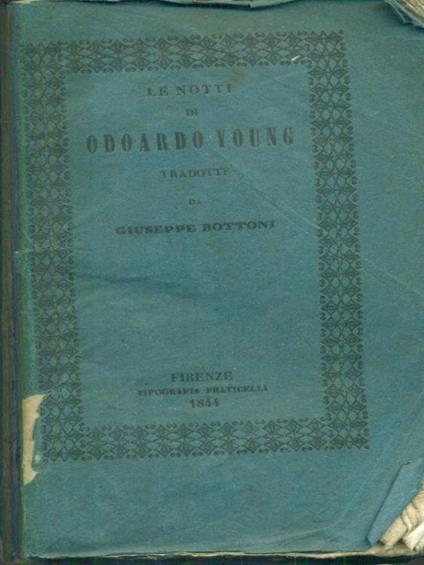 LE NOTTI
DI
ODOARDO YOUNG
TRADOTTE
DA
GIUSEPPE BOTTONI
FIRENZE
TIPOGRAFIA FRATICELLI
1844